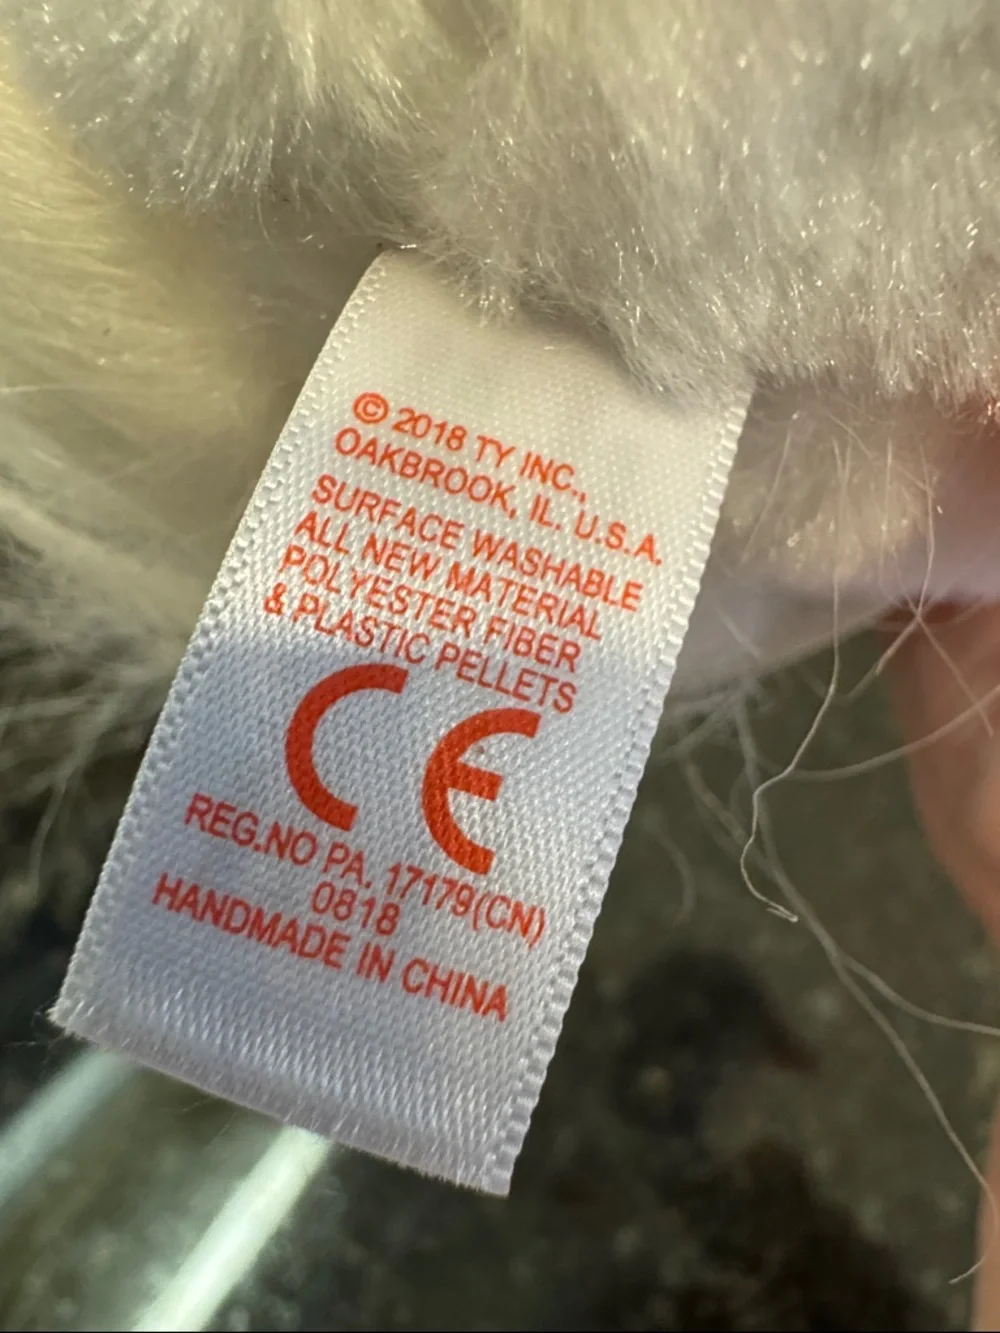 © 2018 TY INC.,
OAKBROOK, IL. U.S.A.
SURFACE WASHABLE
ALL NEW MATERIAL
POLYESTER FIBER
& PLASTIC PELLETS
CE
REG.NO PA. 17179(CN)
0818
HANDMADE IN CHINA